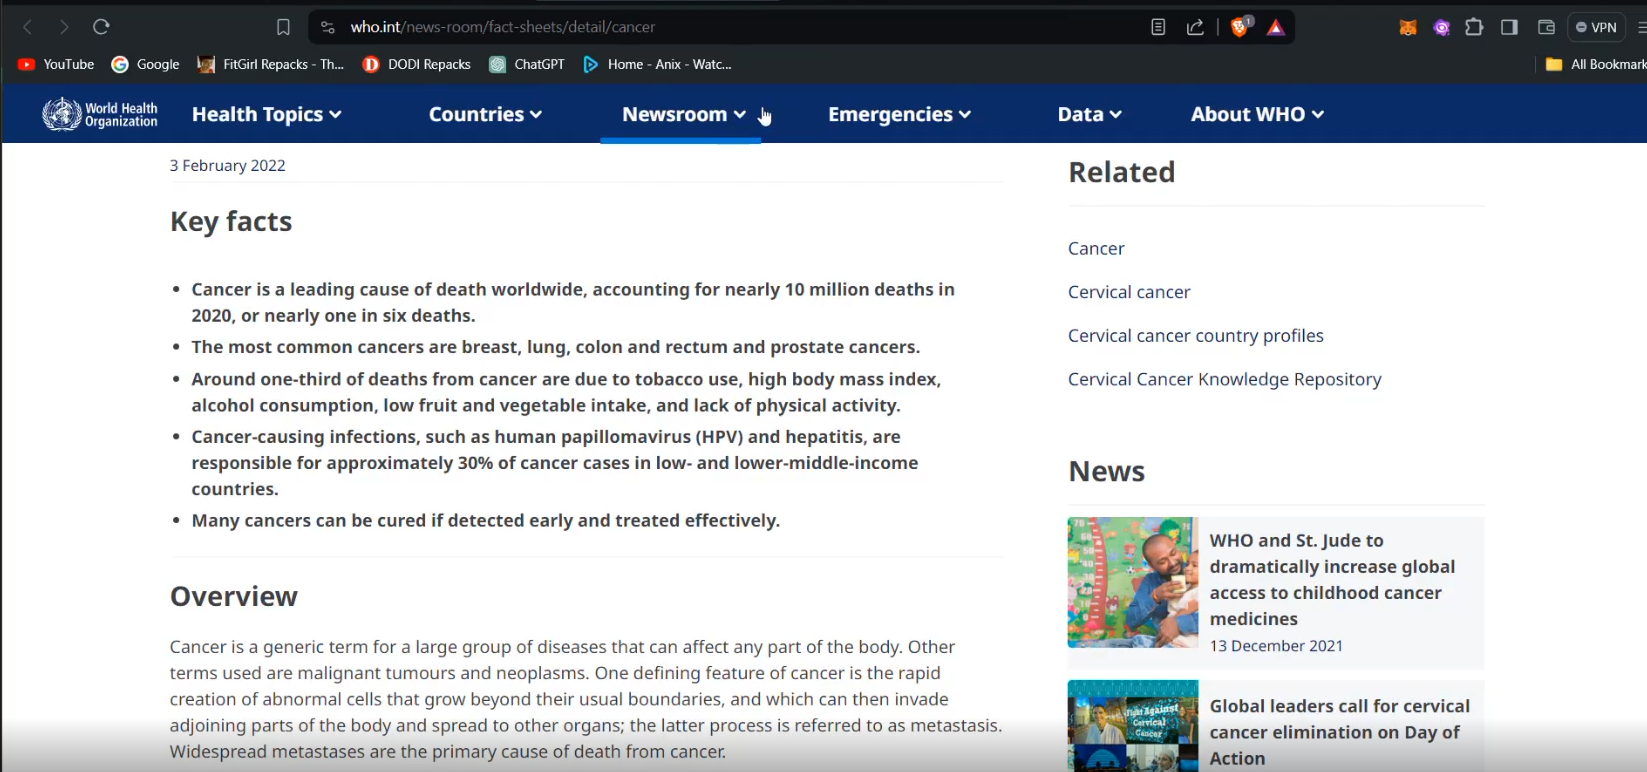 who.int/news-room/fact-sheets/detail/cancer
1
VPN
YouTube
Google
FitGirl Repacks - Th...
DODI Repacks
ChatGPT
Home - Anix - Watc...
All Bookmark
World Health
Organization
Health Topics
Countries
Newsroom
Emergencies
Data
About WHO
3 February 2022
Key facts
• Cancer is a leading cause of death worldwide, accounting for nearly 10 million deaths in
2020, or nearly one in six deaths.
• The most common cancers are breast, lung, colon and rectum and prostate cancers.
• Around one-third of deaths from cancer are due to tobacco use, high body mass index,
alcohol consumption, low fruit and vegetable intake, and lack of physical activity.
• Cancer-causing infections, such as human papillomavirus (HPV) and hepatitis, are
responsible for approximately 30% of cancer cases in low- and lower-middle-income
countries.
• Many cancers can be cured if detected early and treated effectively.
Overview
Cancer is a generic term for a large group of diseases that can affect any part of the body. Other
terms used are malignant tumours and neoplasms. One defining feature of cancer is the rapid
creation of abnormal cells that grow beyond their usual boundaries, and which can then invade
adjoining parts of the body and spread to other organs; the latter process is referred to as metastasis.
Widespread metastases are the primary cause of death from cancer.
Related
Cancer
Cervical cancer
Cervical cancer country profiles
Cervical Cancer Knowledge Repository
News
WHO and St. Jude to
dramatically increase global
access to childhood cancer
medicines
13 December 2021
Against
Cervical
Cancer
Global leaders call for cervical
cancer elimination on Day of
Action